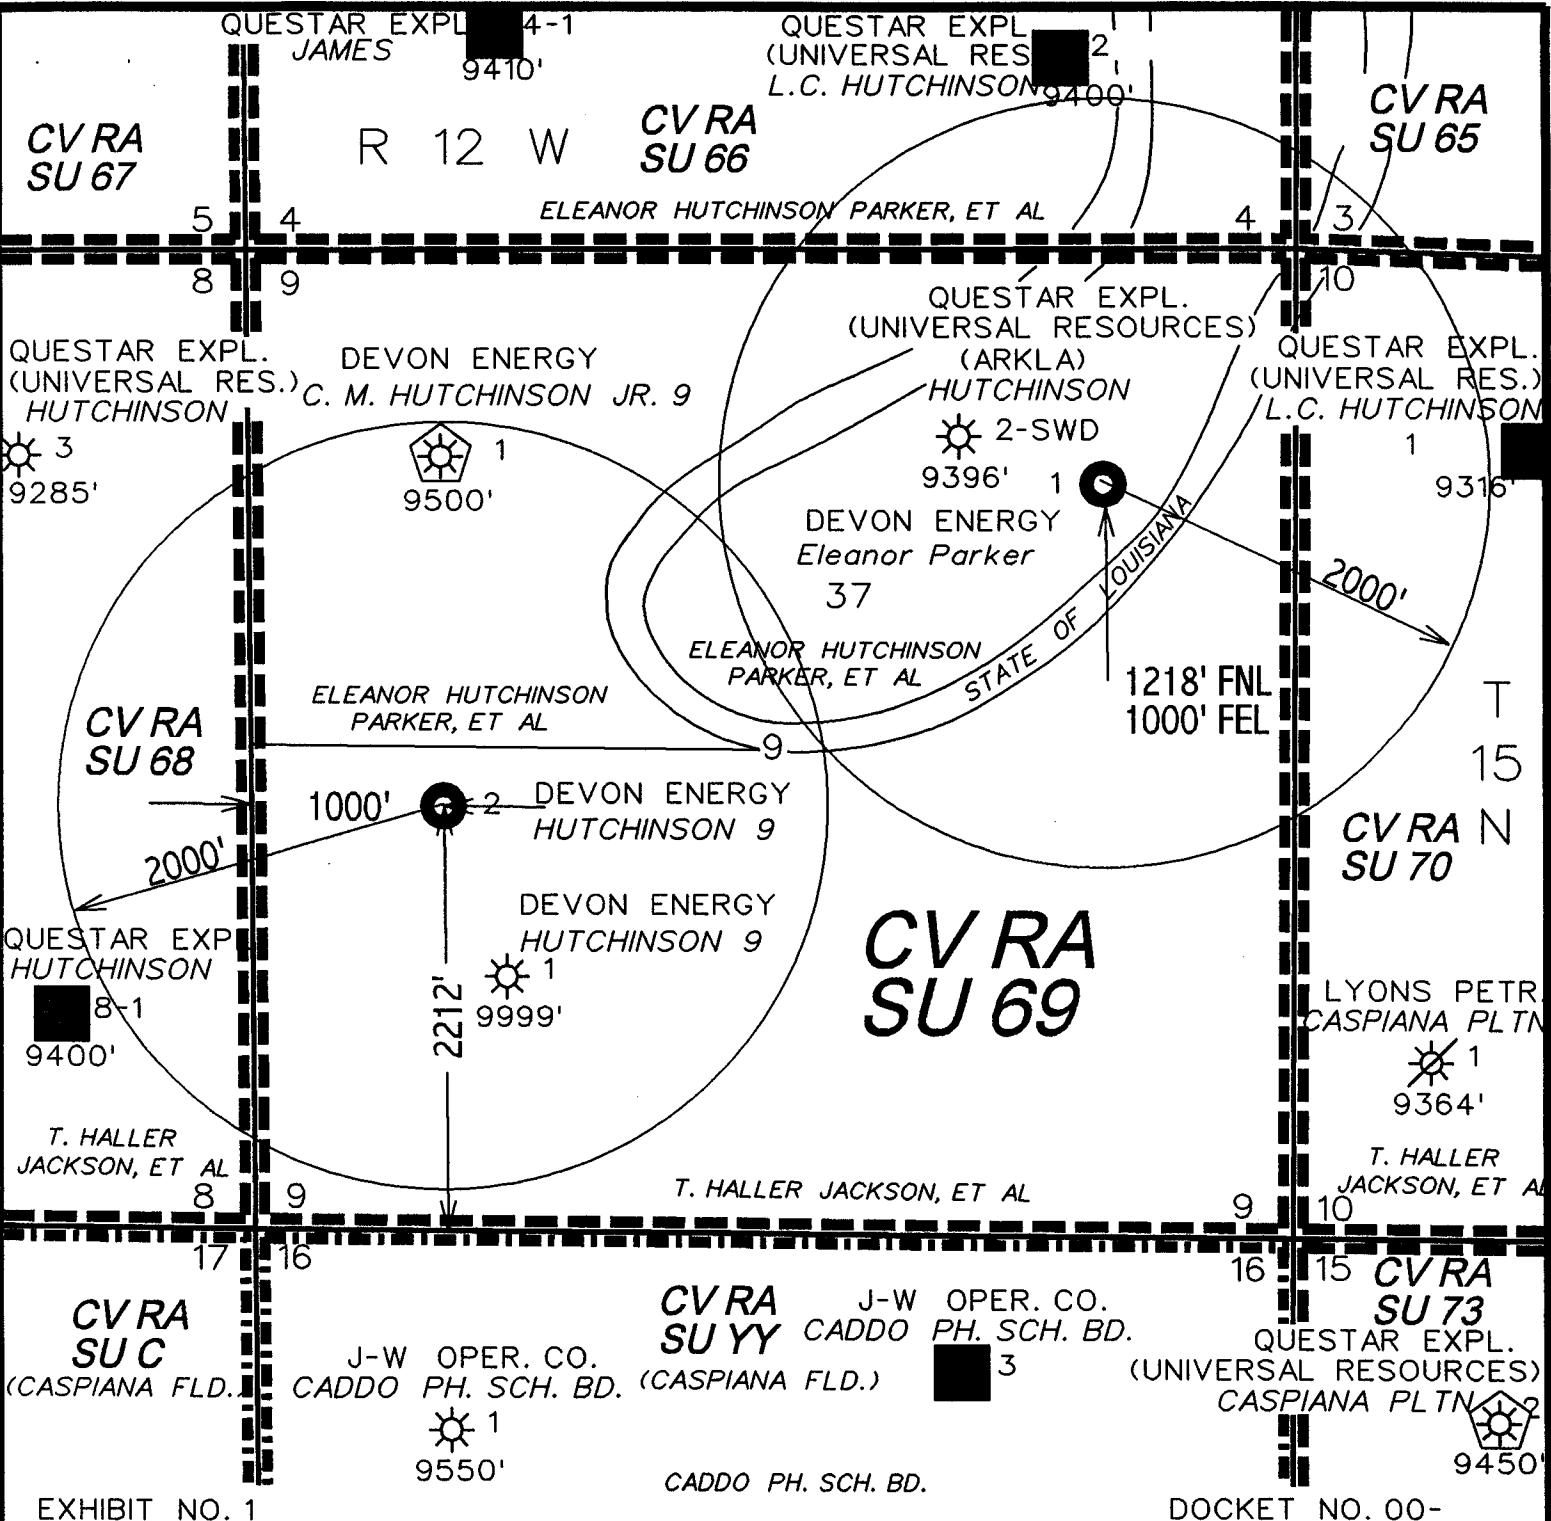 QUESTAR EXPL 4-1
JAMES
9410'
QUESTAR EXPL
(UNIVERSAL RES
L.C. HUTCHINSON
2
9400'
CV RA
SU 67
R 12 W
CV RA
SU 66
CV RA
SU 65
ELEANOR HUTCHINSON PARKER, ET AL
5
4
4
3
8
9
10
QUESTAR EXPL.
(UNIVERSAL RES.)
HUTCHINSON
3
9285'
DEVON ENERGY
C. M. HUTCHINSON JR. 9
1
9500'
QUESTAR EXPL.
(UNIVERSAL RESOURCES)
(ARKLA)
HUTCHINSON
2-SWD
9396'
1
DEVON ENERGY
Eleanor Parker
37
QUESTAR EXPL.
(UNIVERSAL RES.)
L.C. HUTCHINSON
1
9316'
2000'
STATE OF LOUISIANA
ELEANOR HUTCHINSON
PARKER, ET AL
1218' FNL
1000' FEL
T
15
N
ELEANOR HUTCHINSON
PARKER, ET AL
CV RA
SU 68
9
1000'
2
DEVON ENERGY
HUTCHINSON 9
2000'
CV RA
SU 70
DEVON ENERGY
HUTCHINSON 9
1
9999'
2212'
CV RA
SU 69
QUESTAR EXP
HUTCHINSON
8-1
9400'
LYONS PETR.
CASPIANA PLTN
1
9364'
T. HALLER
JACKSON, ET AL
T. HALLER JACKSON, ET AL
T. HALLER
JACKSON, ET AL
8
9
9
10
17
16
16
15
CV RA
SU C
(CASPIANA FLD.)
J-W OPER. CO.
CADDO PH. SCH. BD.
1
9550'
CV RA
SU YY
(CASPIANA FLD.)
J-W OPER. CO.
CADDO PH. SCH. BD.
3
CV RA
SU 73
QUESTAR EXPL.
(UNIVERSAL RESOURCES)
CASPIANA PLTN
2
9450'
CADDO PH. SCH. BD.
EXHIBIT NO. 1
DOCKET NO. 00-